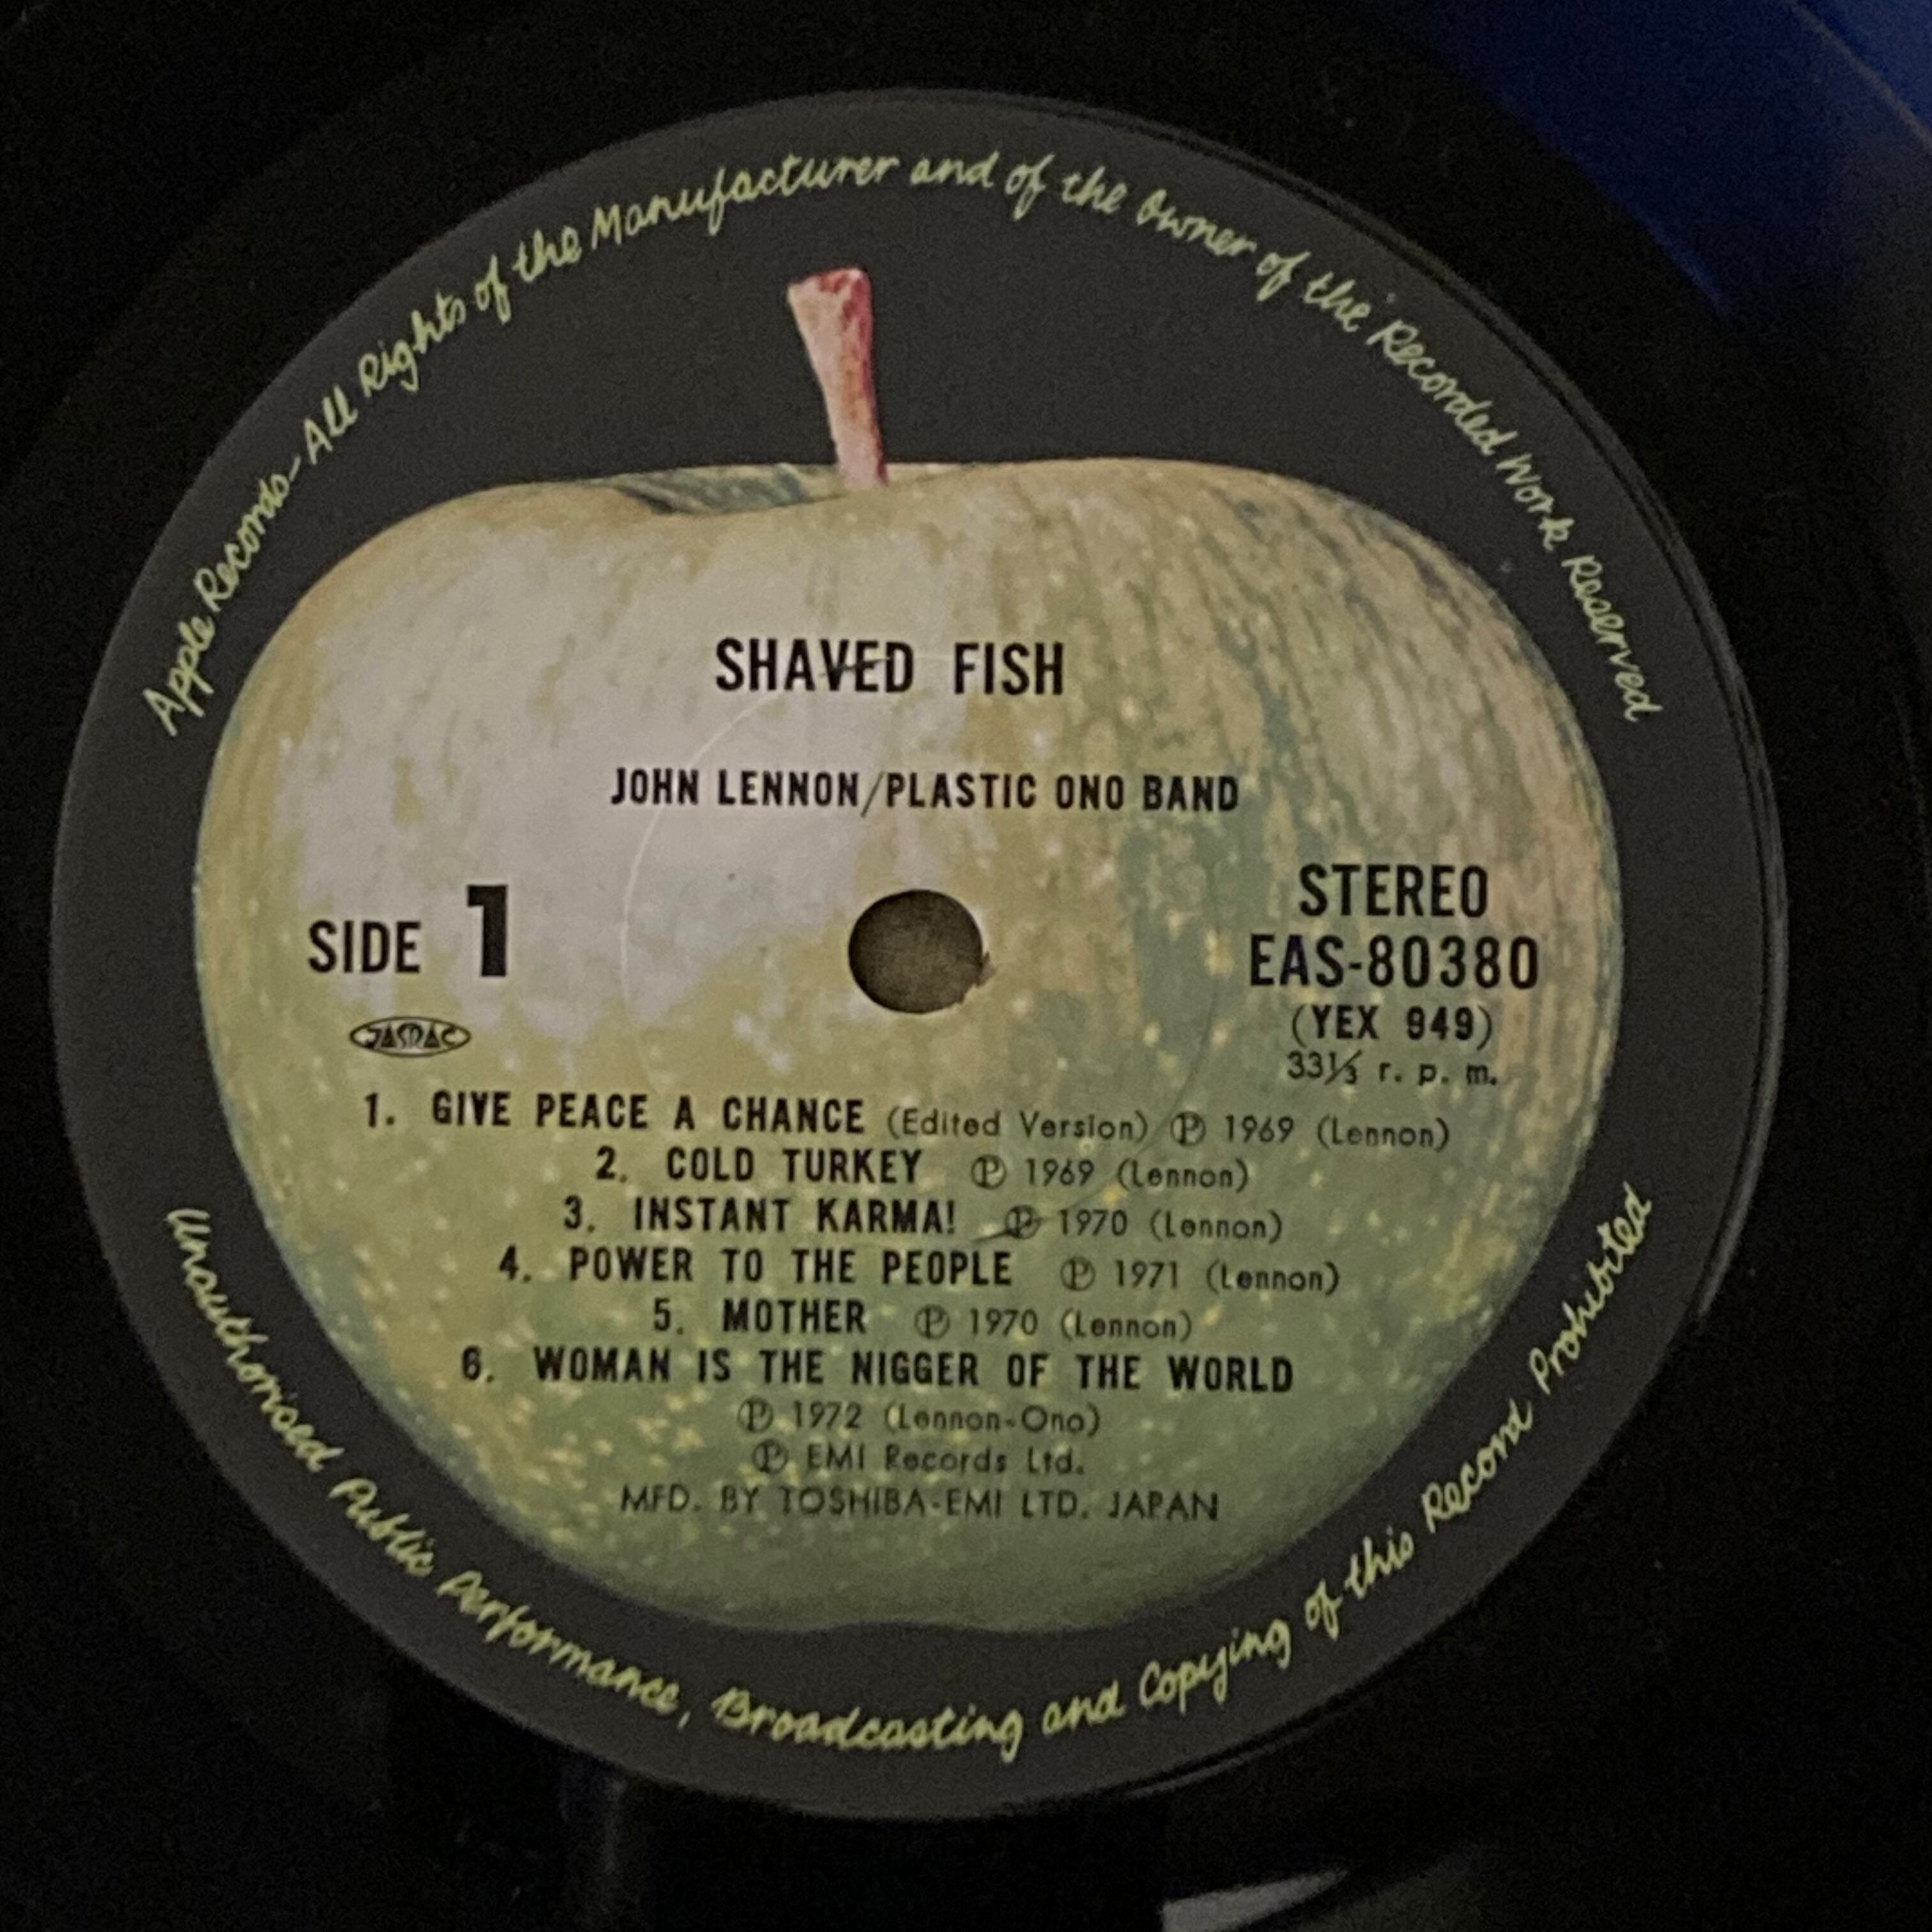 Apple Records–All Rights of the Manufacturer and of the Owner of the Recorded Work Reserved
SHAVED FISH
JOHN LENNON/PLASTIC ONO BAND
SIDE 1
STEREO
EAS-80380
(YEX 949)
33⅓ r. p. m.
JASRAC
1. GIVE PEACE A CHANCE (Edited Version) ℗ 1969 (Lennon)
2. COLD TURKEY ℗ 1969 (Lennon)
3. INSTANT KARMA! ℗ 1970 (Lennon)
4. POWER TO THE PEOPLE ℗ 1971 (Lennon)
5. MOTHER ℗ 1970 (Lennon)
6. WOMAN IS THE NIGGER OF THE WORLD
℗ 1972 (Lennon-Ono)
℗ EMI Records Ltd.
MFD. BY TOSHIBA-EMI LTD. JAPAN
Unauthorised Public Performance, Broadcasting and Copying of this Record Prohibited